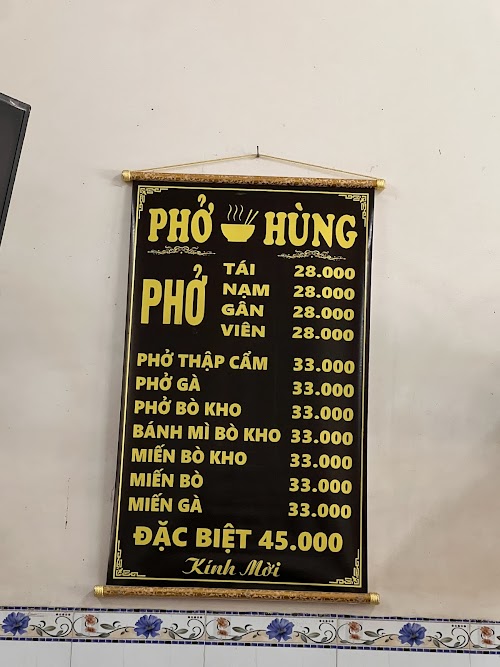 PHỞ HÙNG
PHỞ
TÁI 28.000
NẠM 28.000
GÂN 28.000
VIÊN 28.000
PHỞ THẬP CẨM 33.000
PHỞ GÀ 33.000
PHỞ BÒ KHO 33.000
BÁNH MÌ BÒ KHO 33.000
MIẾN BÒ KHO 33.000
MIẾN BÒ 33.000
MIẾN GÀ 33.000
ĐẶC BIỆT 45.000
Kính Mời